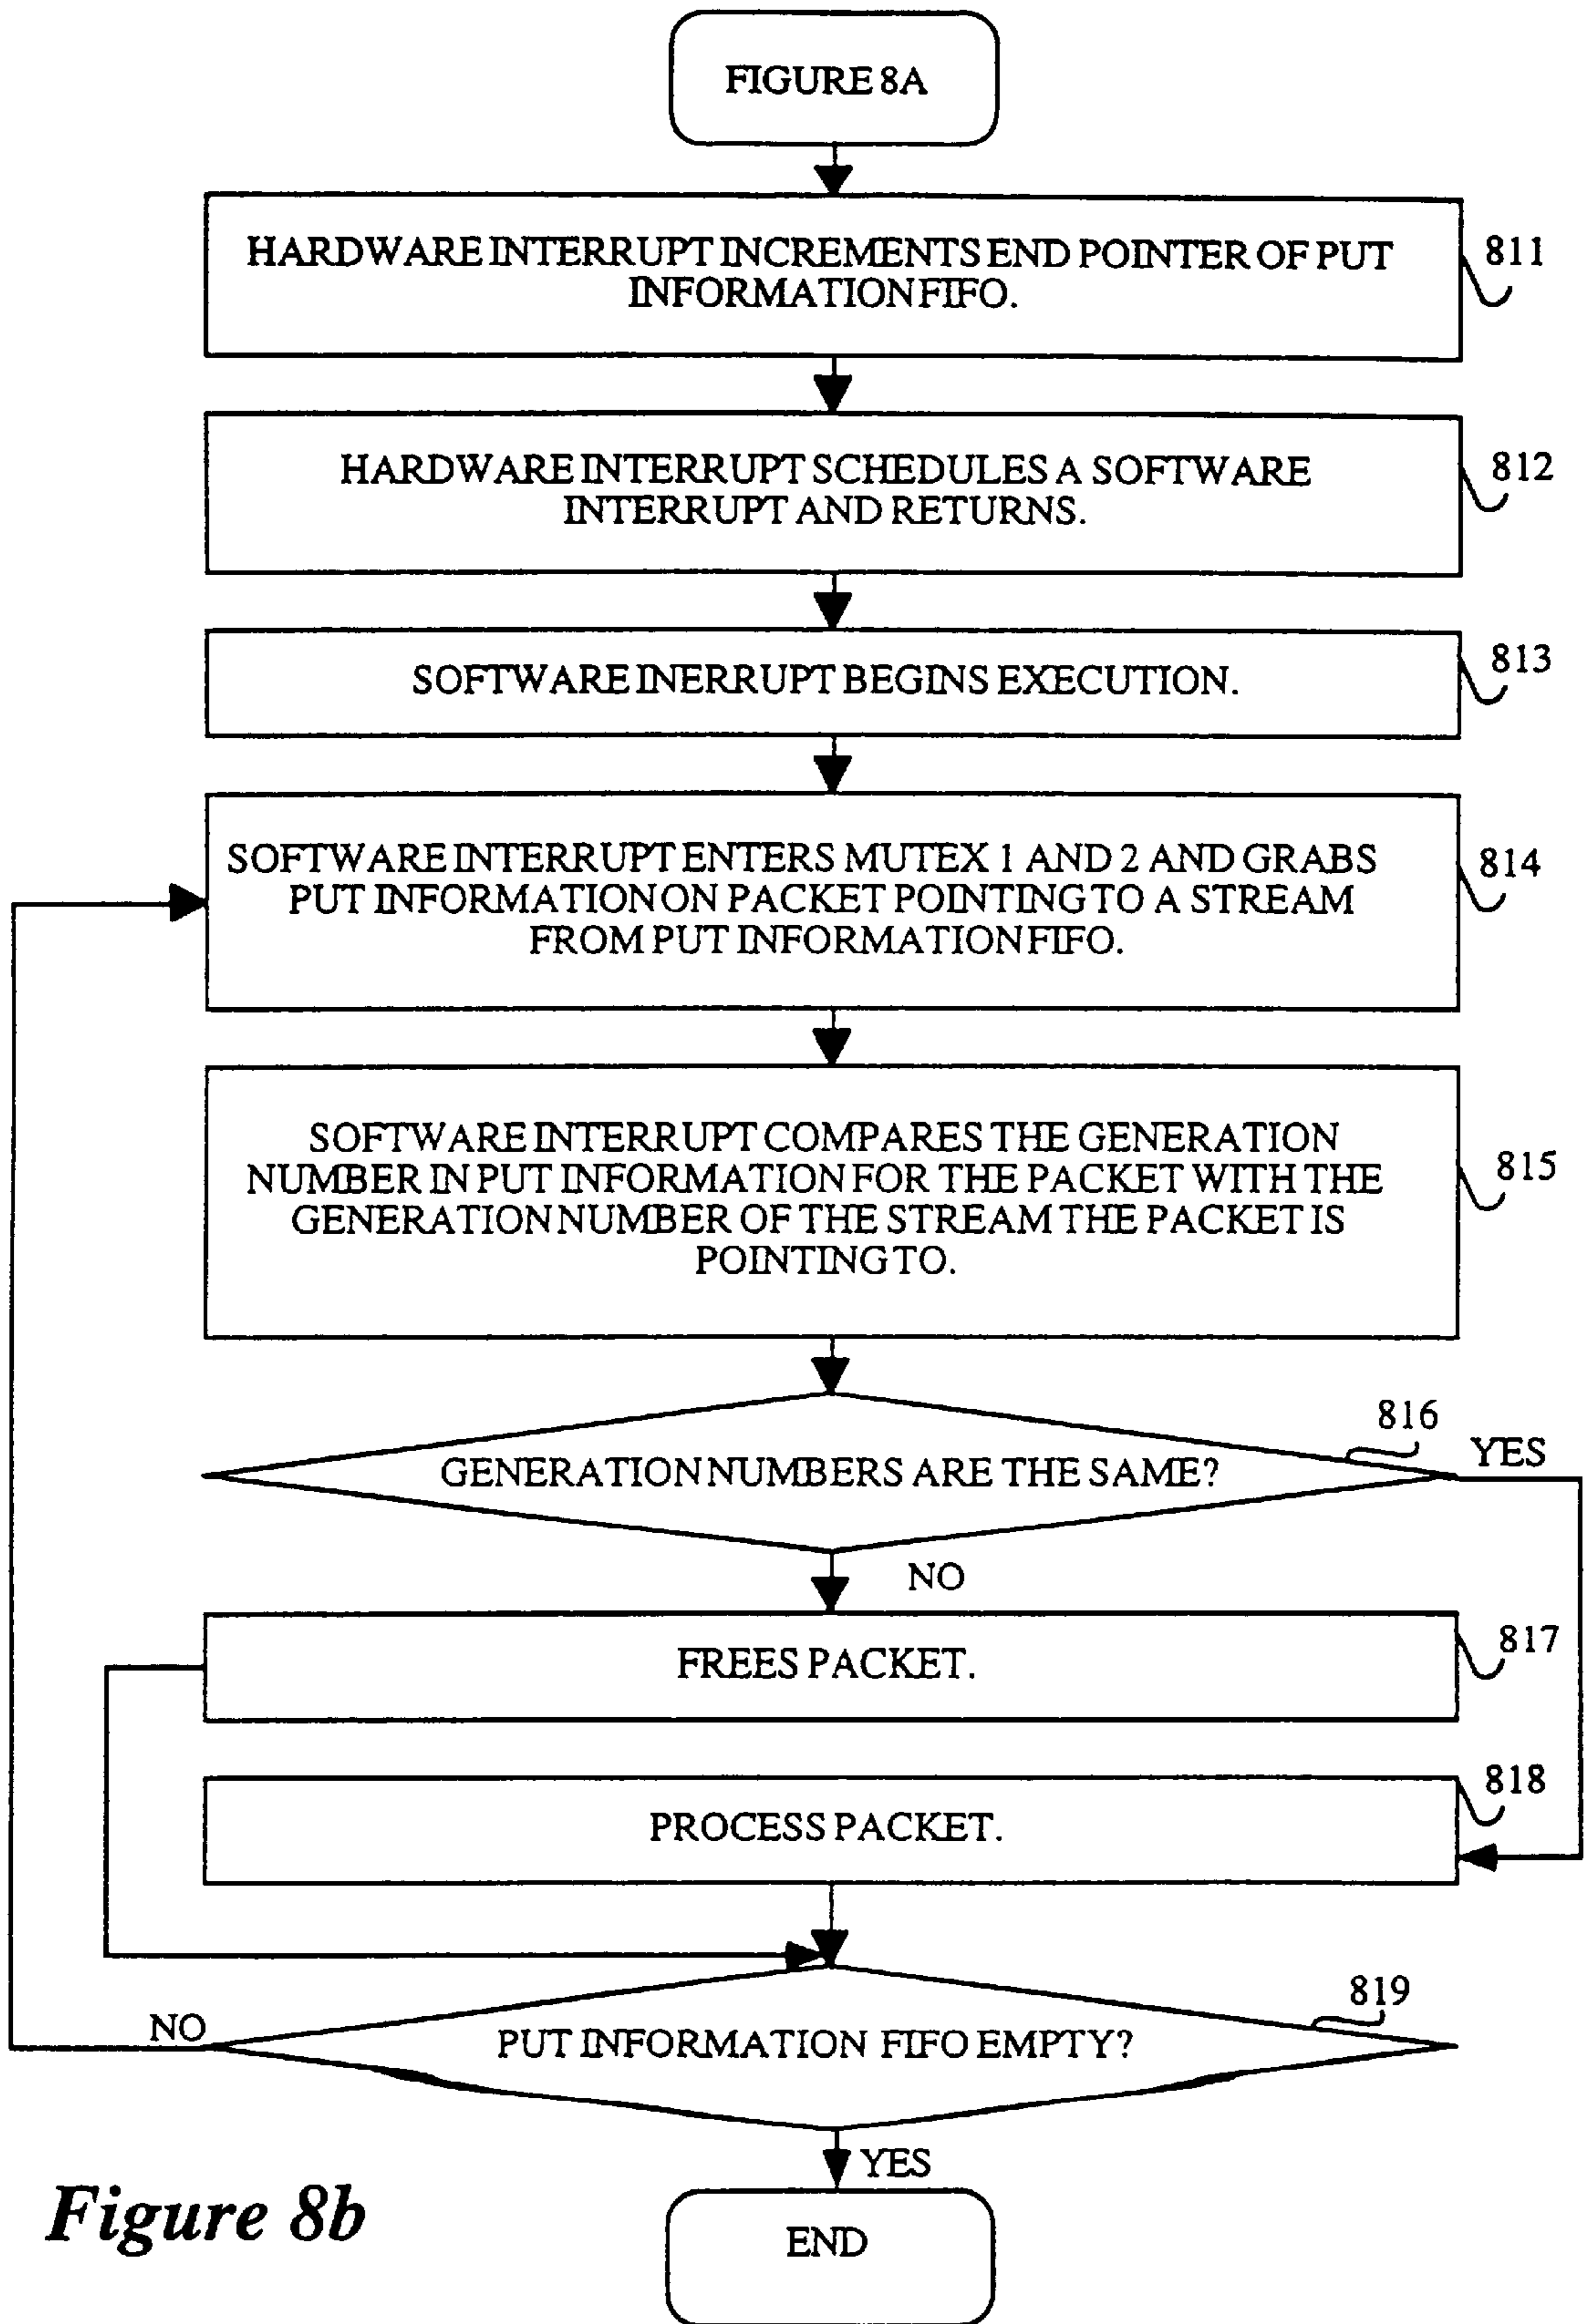 FIGURE 8A
HARDWARE INTERRUPT INCREMENTS END POINTER OF PUT
INFORMATION FIFO.
811
HARDWARE INTERRUPT SCHEDULES A SOFTWARE
INTERRUPT AND RETURNS.
812
SOFTWARE INERRUPT BEGINS EXECUTION.
813
SOFTWARE INTERRUPT ENTERS MUTEX 1 AND 2 AND GRABS
PUT INFORMATION ON PACKET POINTING TO A STREAM
FROM PUT INFORMATION FIFO.
814
SOFTWARE INTERRUPT COMPARES THE GENERATION
NUMBER IN PUT INFORMATION FOR THE PACKET WITH THE
GENERATION NUMBER OF THE STREAM THE PACKET IS
POINTING TO.
815
GENERATION NUMBERS ARE THE SAME?
816
YES
NO
FREES PACKET.
817
PROCESS PACKET.
818
PUT INFORMATION FIFO EMPTY?
819
NO
YES
END
Figure 8b